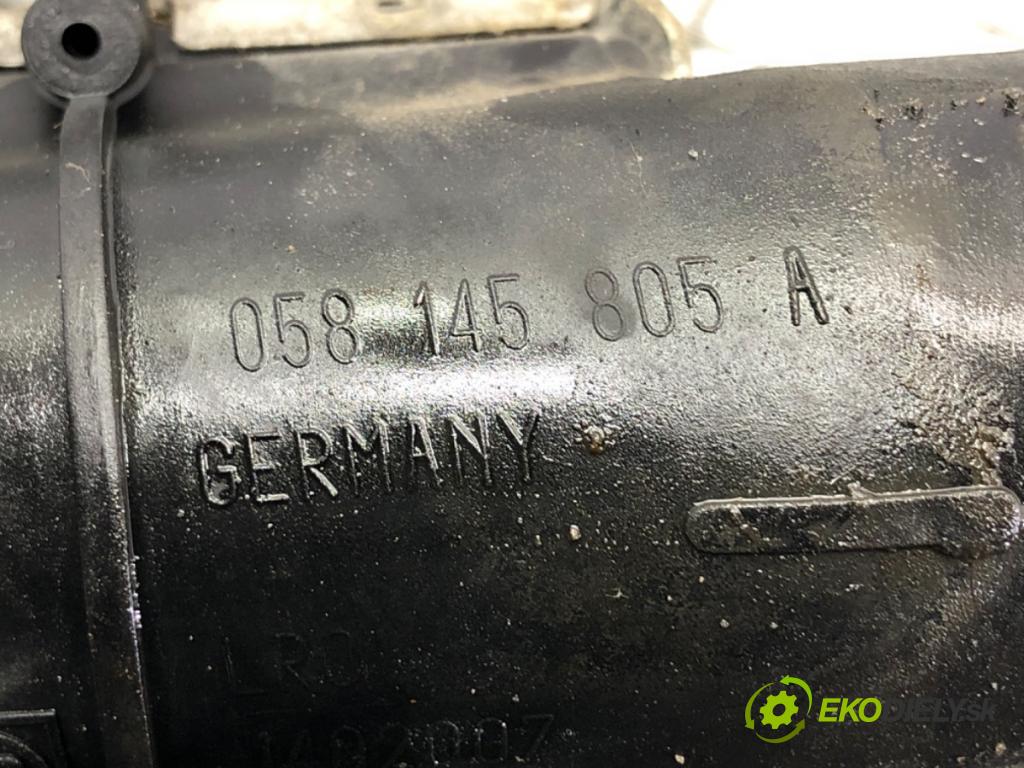 058 145 805 A
GERMANY
EKODIELY.SK